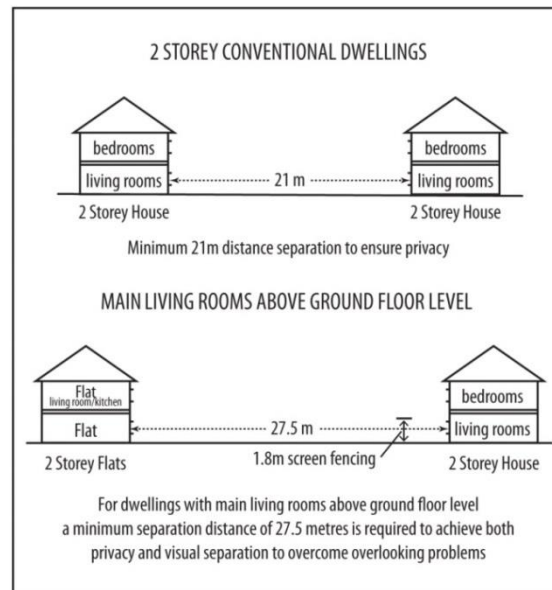 2 STOREY CONVENTIONAL DWELLINGS
bedrooms
bedrooms
living rooms
21 m
living rooms
2 Storey House
2 Storey House
Minimum 21m distance separation to ensure privacy
MAIN LIVING ROOMS ABOVE GROUND FLOOR LEVEL
Flat
living room/kitchen
bedrooms
Flat
27.5 m
living rooms
2 Storey Flats
1.8m screen fencing
2 Storey House
For dwellings with main living rooms above ground floor level
a minimum separation distance of 27.5 metres is required to achieve both
privacy and visual separation to overcome overlooking problems